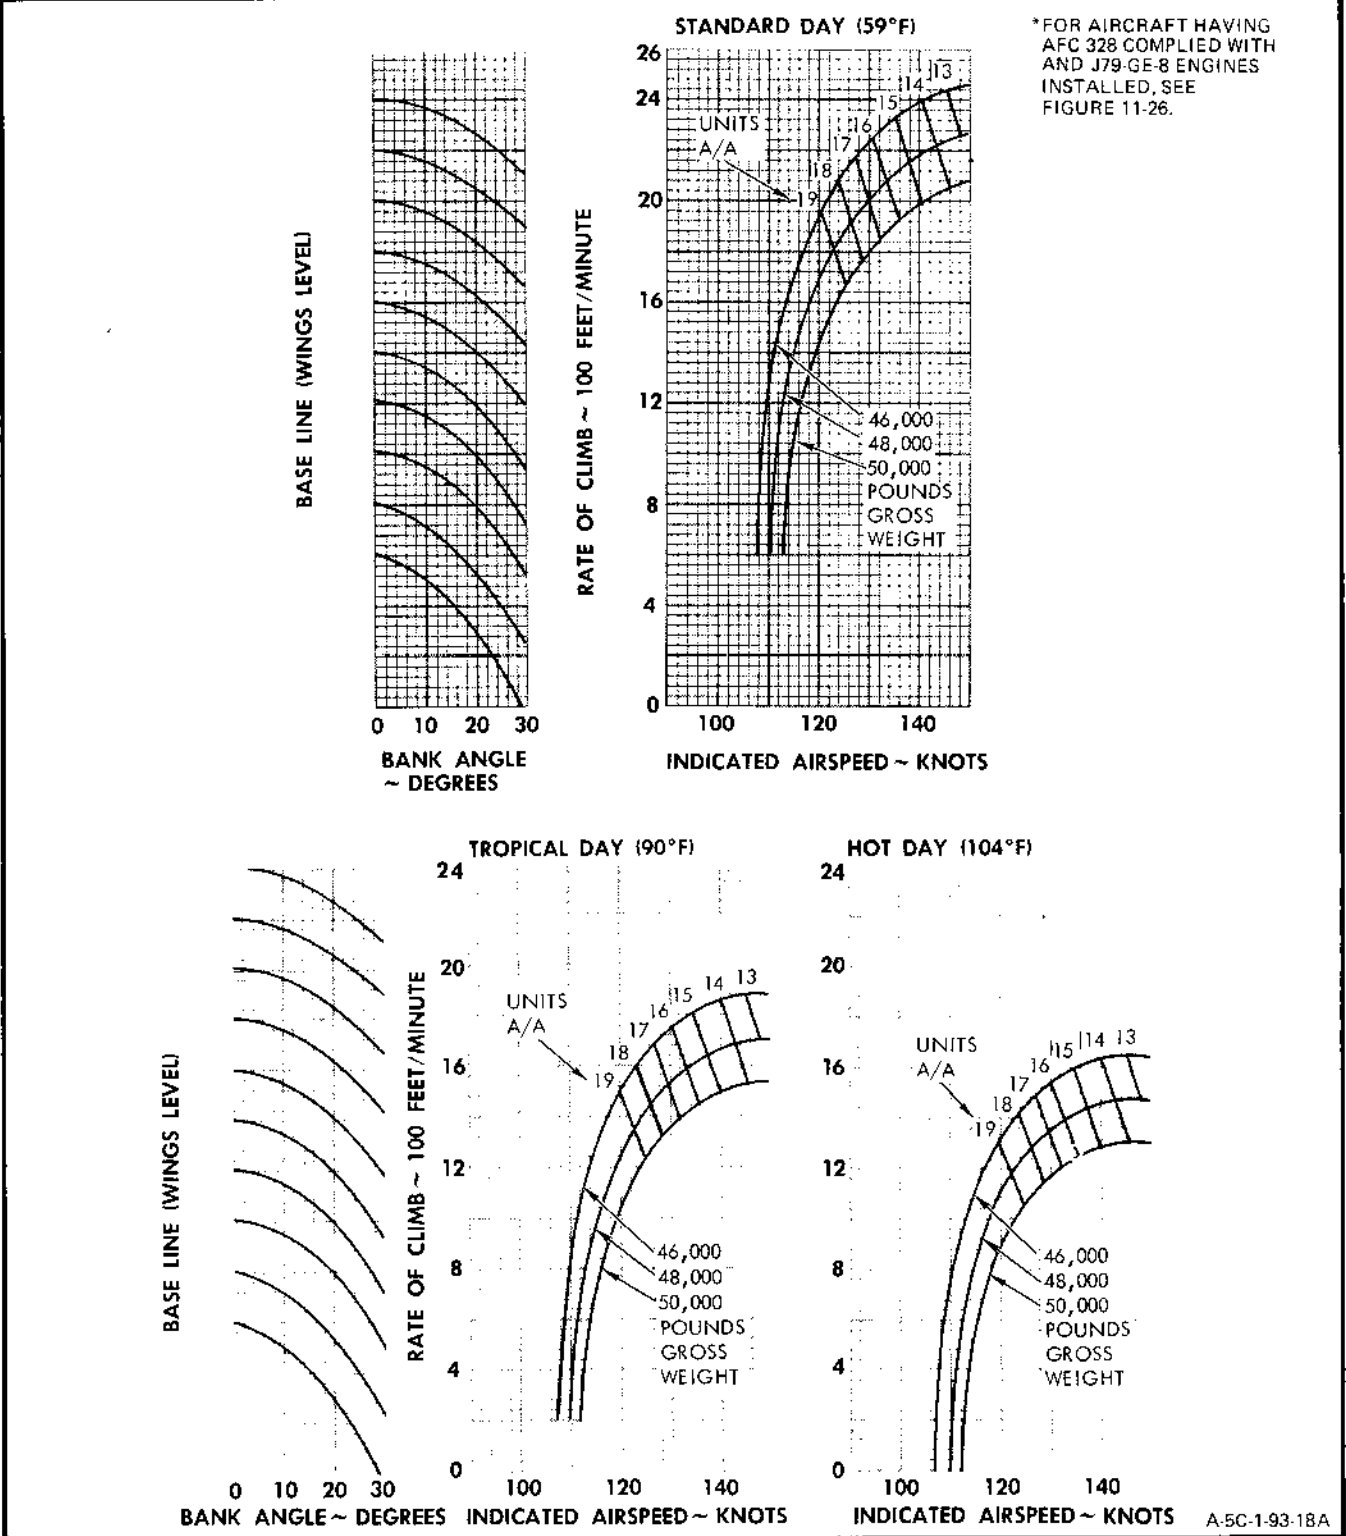 STANDARD DAY (59°F)
*FOR AIRCRAFT HAVING
AFC 328 COMPLIED WITH
AND J79-GE-8 ENGINES
INSTALLED, SEE
FIGURE 11-26.
BASE LINE (WINGS LEVEL)
0 10 20 30
BANK ANGLE
~ DEGREES
RATE OF CLIMB ~ 100 FEET/MINUTE
26
24
20
16
12
8
4
0
UNITS
A/A
19 18 17 16 15 14 13
46,000
48,000
50,000
POUNDS
GROSS
WEIGHT
100 120 140
INDICATED AIRSPEED ~ KNOTS
TROPICAL DAY (90°F)
BASE LINE (WINGS LEVEL)
0 10 20 30
BANK ANGLE ~ DEGREES
RATE OF CLIMB ~ 100 FEET/MINUTE
24
20
16
12
8
4
0
UNITS
A/A
19 18 17 16 15 14 13
46,000
48,000
50,000
POUNDS
GROSS
WEIGHT
100 120 140
INDICATED AIRSPEED ~ KNOTS
HOT DAY (104°F)
24
20
16
12
8
4
0
UNITS
A/A
19 18 17 16 15 14 13
46,000
48,000
50,000
POUNDS
GROSS
WEIGHT
100 120 140
INDICATED AIRSPEED ~ KNOTS
A-5C-1-93-18A